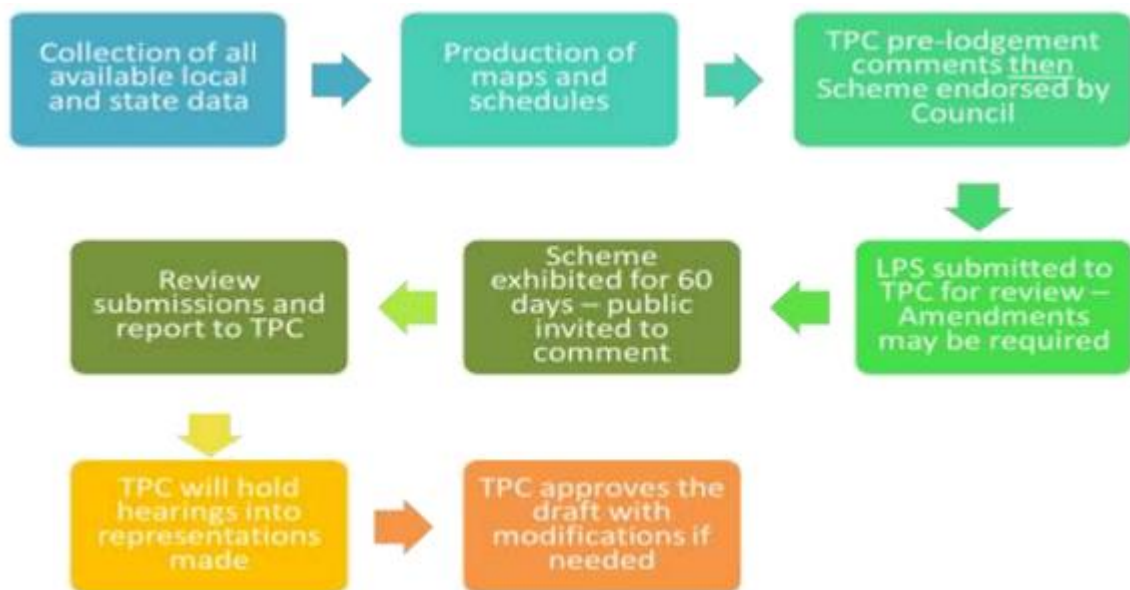 Collection of all
available local
and state data
Production of
maps and
schedules
TPC pre-lodgement
comments then
Scheme endorsed by
Council
LPS submitted to
TPC for review –
Amendments
may be required
Scheme
exhibited for 60
days – public
invited to
comment
Review
submissions and
report to TPC
TPC will hold
hearings into
representations
made
TPC approves the
draft with
modifications if
needed